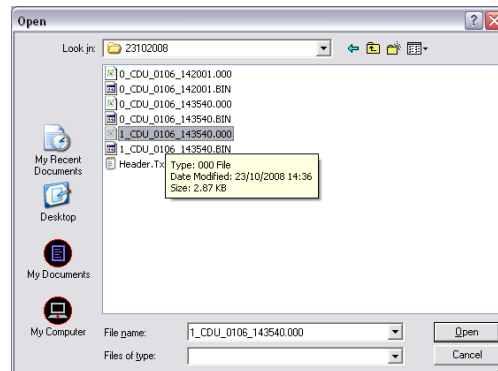 Open
Look in: 23102008
0_CDU_0106_142001.000
0_CDU_0106_142001.BIN
0_CDU_0106_143540.000
0_CDU_0106_143540.BIN
1_CDU_0106_143540.000
1_CDU_0106_143540.BIN
Header.Tx
Type: 000 File
Date Modified: 23/10/2008 14:36
Size: 2.87 KB
My Recent
Documents
Desktop
My Documents
My Computer
File name: 1_CDU_0106_143540.000 Open
Files of type: Cancel